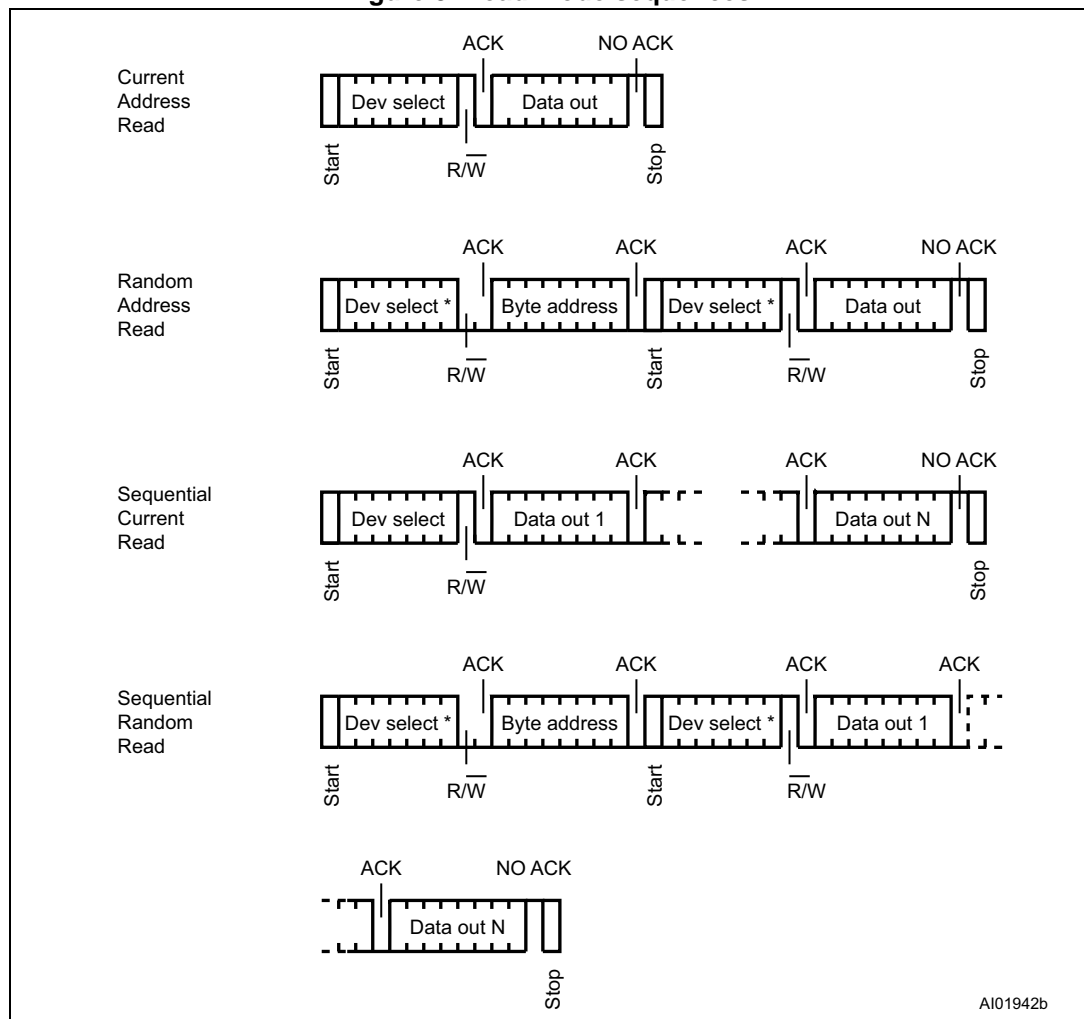 Current
Address
Read
ACK NO ACK
Dev select Data out
Start R/W̅ Stop
Random
Address
Read
ACK ACK ACK NO ACK
Dev select * Byte address Dev select * Data out
Start R/W̅ Start R̅/W Stop
Sequential
Current
Read
ACK ACK ACK NO ACK
Dev select Data out 1 Data out N
Start R/W̅ Stop
Sequential
Random
Read
ACK ACK ACK ACK
Dev select * Byte address Dev select * Data out 1
Start R/W̅ Start R̅/W
ACK NO ACK
Data out N
Stop
AI01942b